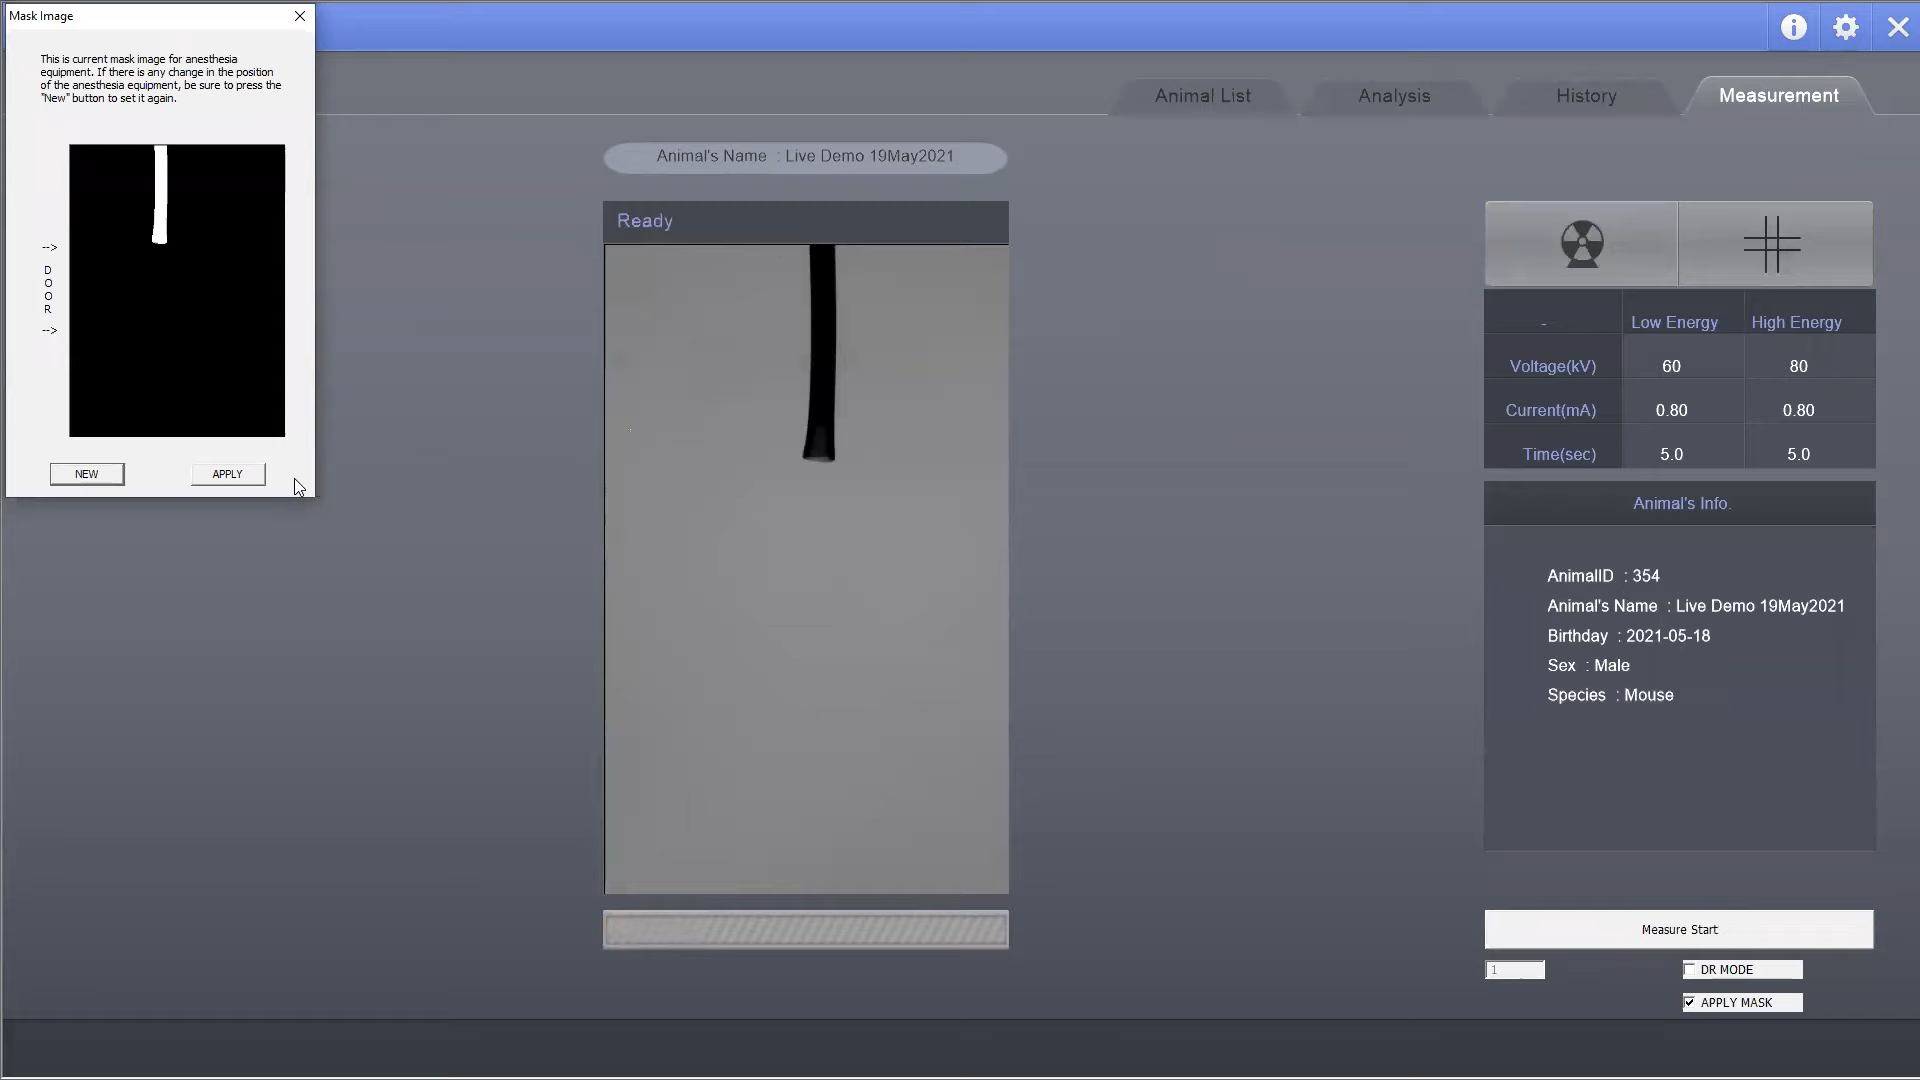 Mask Image
This is current mask image for anesthesia
equipment. If there is any change in the position
of the anesthesia equipment, be sure to press the
"New" button to set it again.
-->
D
O
O
R
-->
NEW
APPLY
Animal List
Analysis
History
Measurement
Animal's Name : Live Demo 19May2021
Ready
- Low Energy High Energy
Voltage(kV) 60 80
Current(mA) 0.80 0.80
Time(sec) 5.0 5.0
Animal's Info.
AnimalID : 354
Animal's Name : Live Demo 19May2021
Birthday : 2021-05-18
Sex : Male
Species : Mouse
Measure Start
1
DR MODE
APPLY MASK